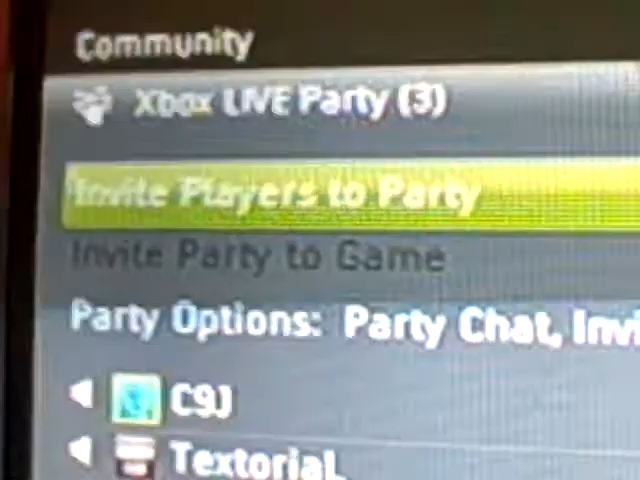 Community
Xbox LIVE Party (3)
Invite Players to Party
Invite Party to Game
Party Options: Party Chat, Invi
C9J
TextoriaL